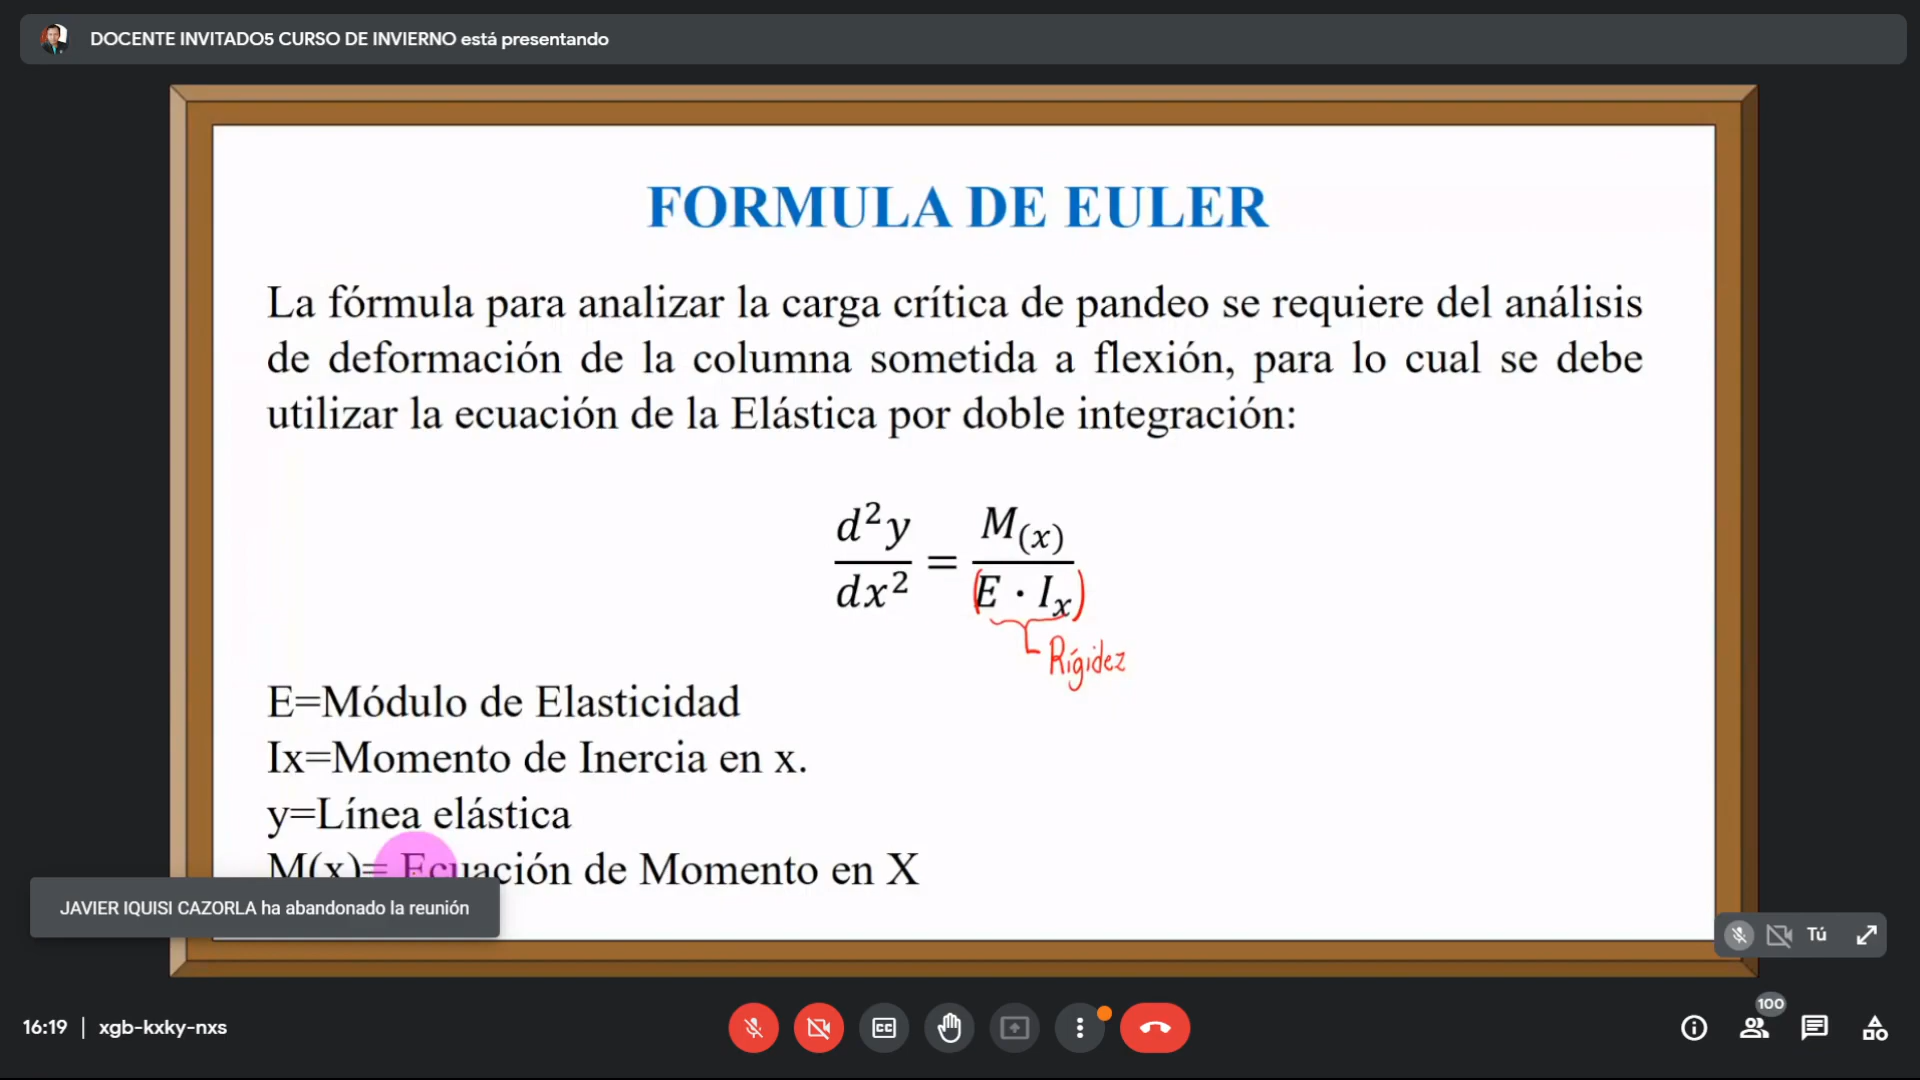 DOCENTE INVITADO5 CURSO DE INVIERNO está presentando
FORMULA DE EULER
La fórmula para analizar la carga crítica de pandeo se requiere del análisis
de deformación de la columna sometida a flexión, para lo cual se debe
utilizar la ecuación de la Elástica por doble integración:
d²y/dx² = M(x)/(E · Ix)
Rígidez
E=Módulo de Elasticidad
Ix=Momento de Inercia en x.
y=Línea elástica
M(x)= Ecuación de Momento en X
JAVIER IQUISI CAZORLA ha abandonado la reunión
Tú
16:19 | xgb-kxky-nxs
CC
100